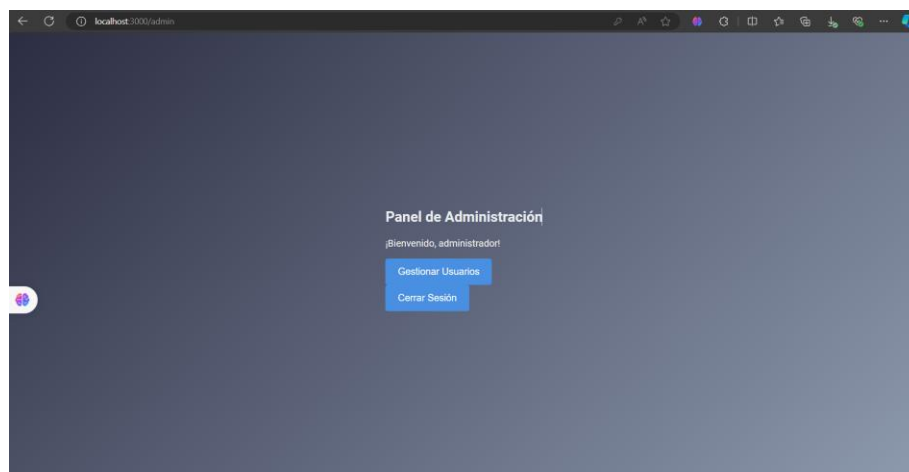 localhost:3000/admin
Panel de Administración
¡Bienvenido, administrador!
Gestionar Usuarios
Cerrar Sesión